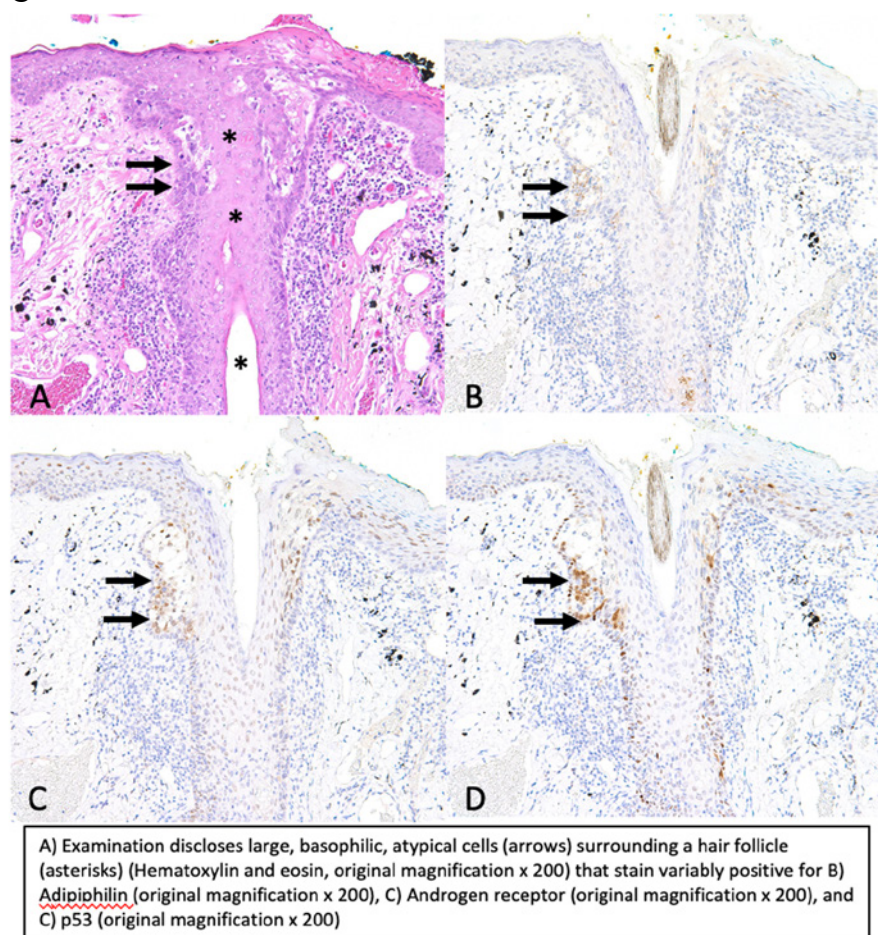 A
B
C
D
A) Examination discloses large, basophilic, atypical cells (arrows) surrounding a hair follicle
(asterisks) (Hematoxylin and eosin, original magnification x 200) that stain variably positive for B)
Adipiphilin (original magnification x 200), C) Androgen receptor (original magnification x 200), and
C) p53 (original magnification x 200)